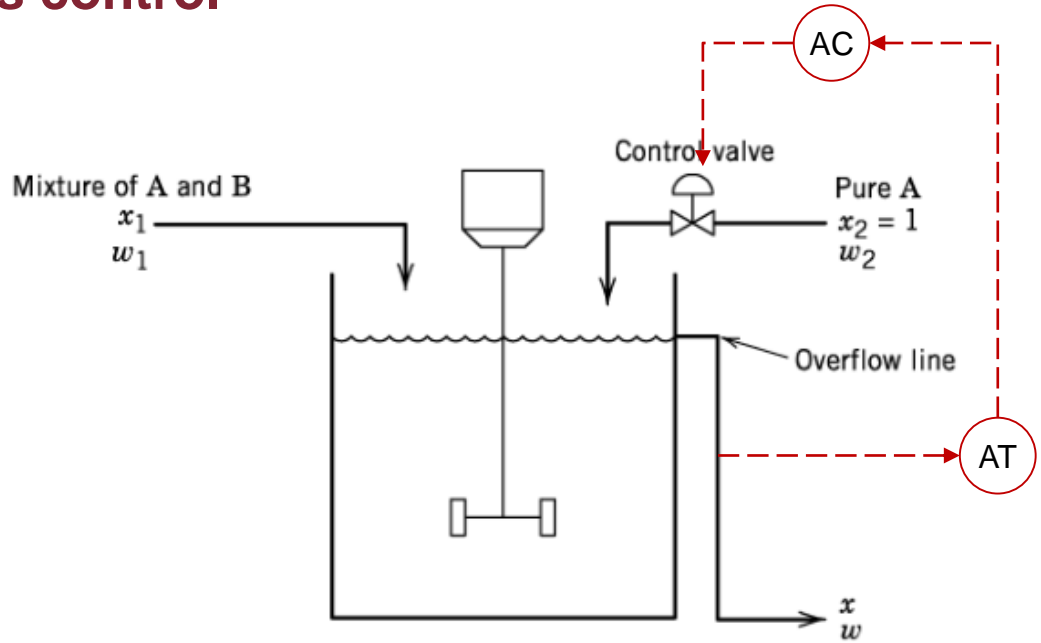 s control
AC
Control valve
Mixture of A and B
x₁
w₁
Pure A
x₂ = 1
w₂
Overflow line
AT
x
w